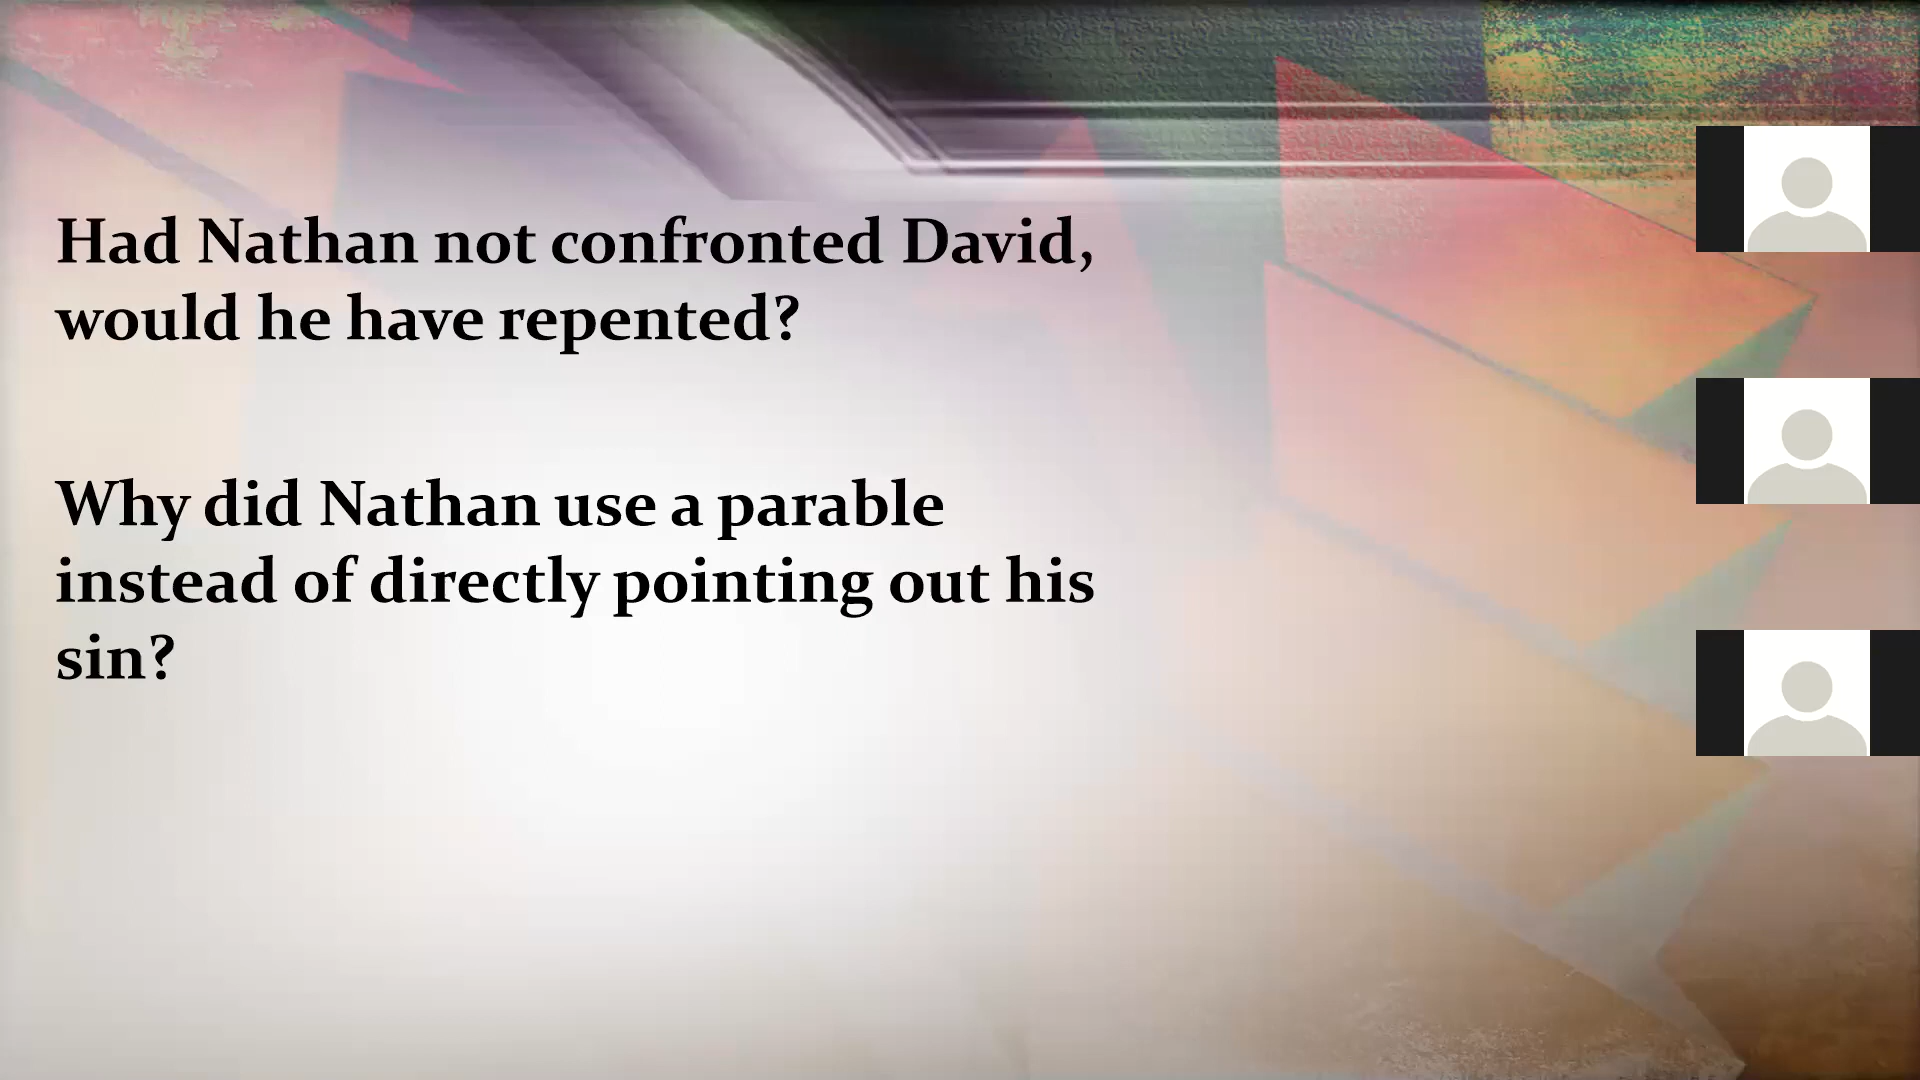 Had Nathan not confronted David,
would he have repented?
Why did Nathan use a parable
instead of directly pointing out his
sin?